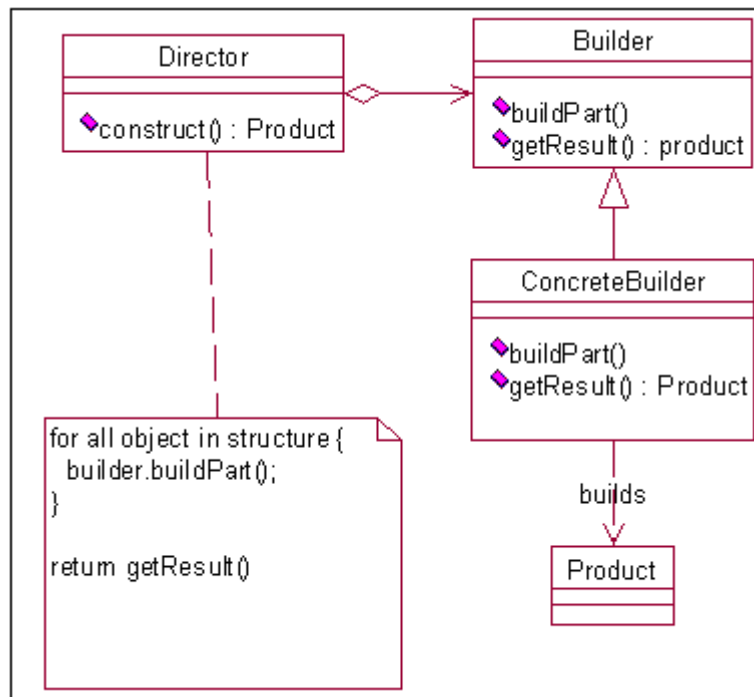 Director
construct() : Product
Builder
buildPart()
getResult() : product
ConcreteBuilder
buildPart()
getResult() : Product
for all object in structure {
builder.buildPart();
}
return getResult()
builds
Product